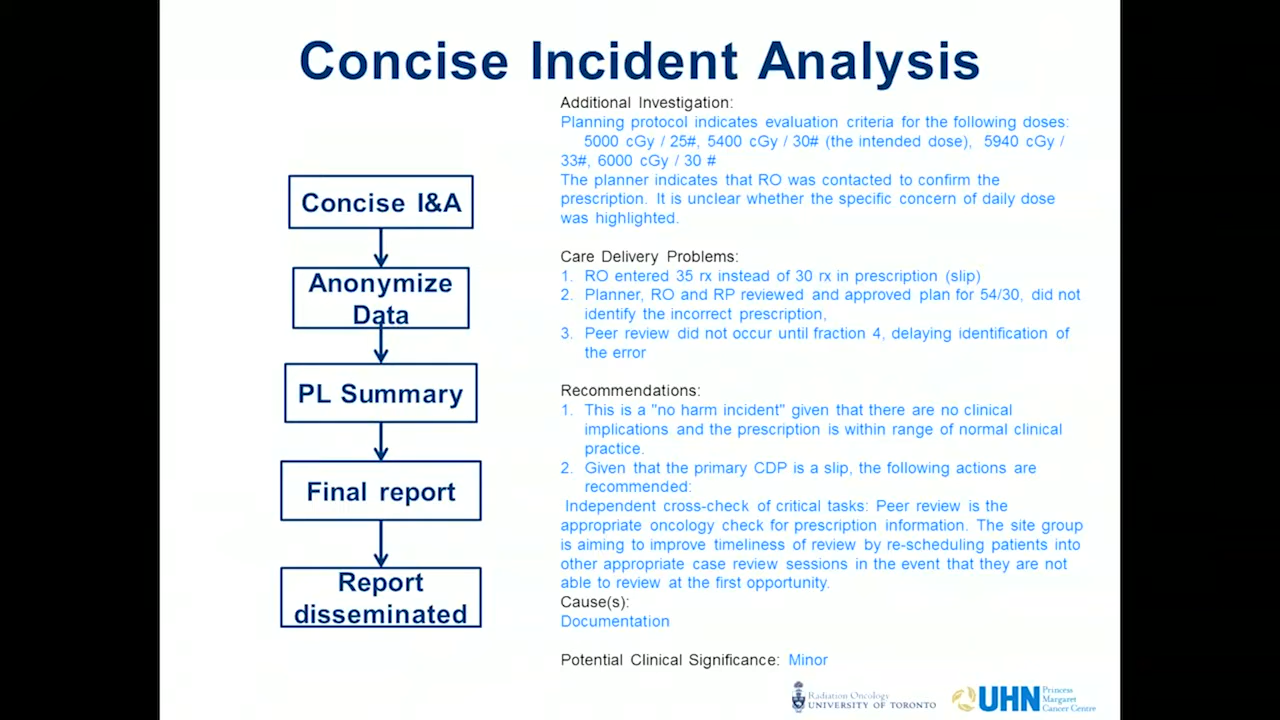 Concise Incident Analysis
Concise I&A
Anonymize
Data
PL Summary
Final report
Report
disseminated
Additional Investigation:
Planning protocol indicates evaluation criteria for the following doses:
5000 cGy / 25#, 5400 cGy / 30# (the intended dose), 5940 cGy /
33#, 6000 cGy / 30 #
The planner indicates that RO was contacted to confirm the
prescription. It is unclear whether the specific concern of daily dose
was highlighted.
Care Delivery Problems:
1. RO entered 35 rx instead of 30 rx in prescription (slip)
2. Planner, RO and RP reviewed and approved plan for 54/30, did not
identify the incorrect prescription,
3. Peer review did not occur until fraction 4, delaying identification of
the error
Recommendations:
1. This is a "no harm incident" given that there are no clinical
implications and the prescription is within range of normal clinical
practice.
2. Given that the primary CDP is a slip, the following actions are
recommended:
Independent cross-check of critical tasks: Peer review is the
appropriate oncology check for prescription information. The site group
is aiming to improve timeliness of review by re-scheduling patients into
other appropriate case review sessions in the event that they are not
able to review at the first opportunity.
Cause(s):
Documentation
Potential Clinical Significance: Minor
Radiation Oncology
UNIVERSITY OF TORONTO
UHN
Princess
Margaret
Cancer Centre